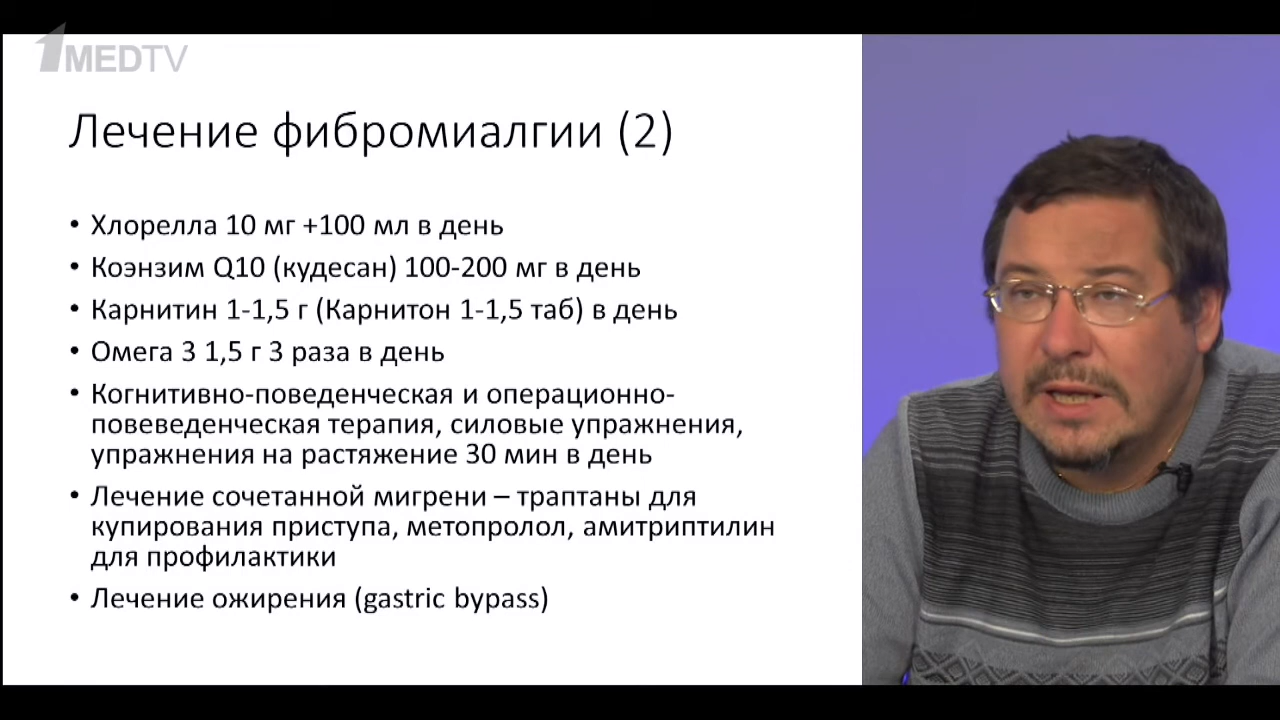 1MEDTV
Лечение фибромиалгии (2)
• Хлорелла 10 мг +100 мл в день
• Коэнзим Q10 (кудесан) 100-200 мг в день
• Карнитин 1-1,5 г (Карнитон 1-1,5 таб) в день
• Омега 3 1,5 г 3 раза в день
• Когнитивно-поведенческая и операционно-
повеведенческая терапия, силовые упражнения,
упражнения на растяжение 30 мин в день
• Лечение сочетанной мигрени – траптаны для
купирования приступа, метопролол, амитриптилин
для профилактики
• Лечение ожирения (gastric bypass)